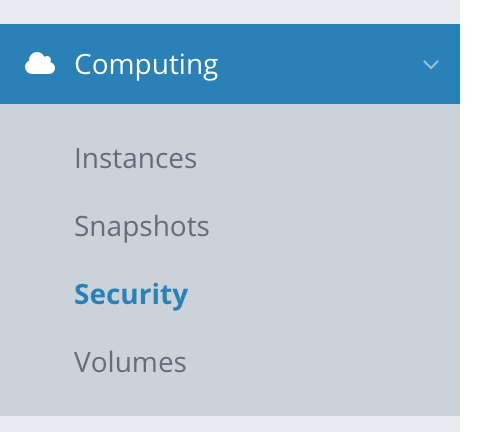 Computing
Instances
Snapshots
Security
Volumes